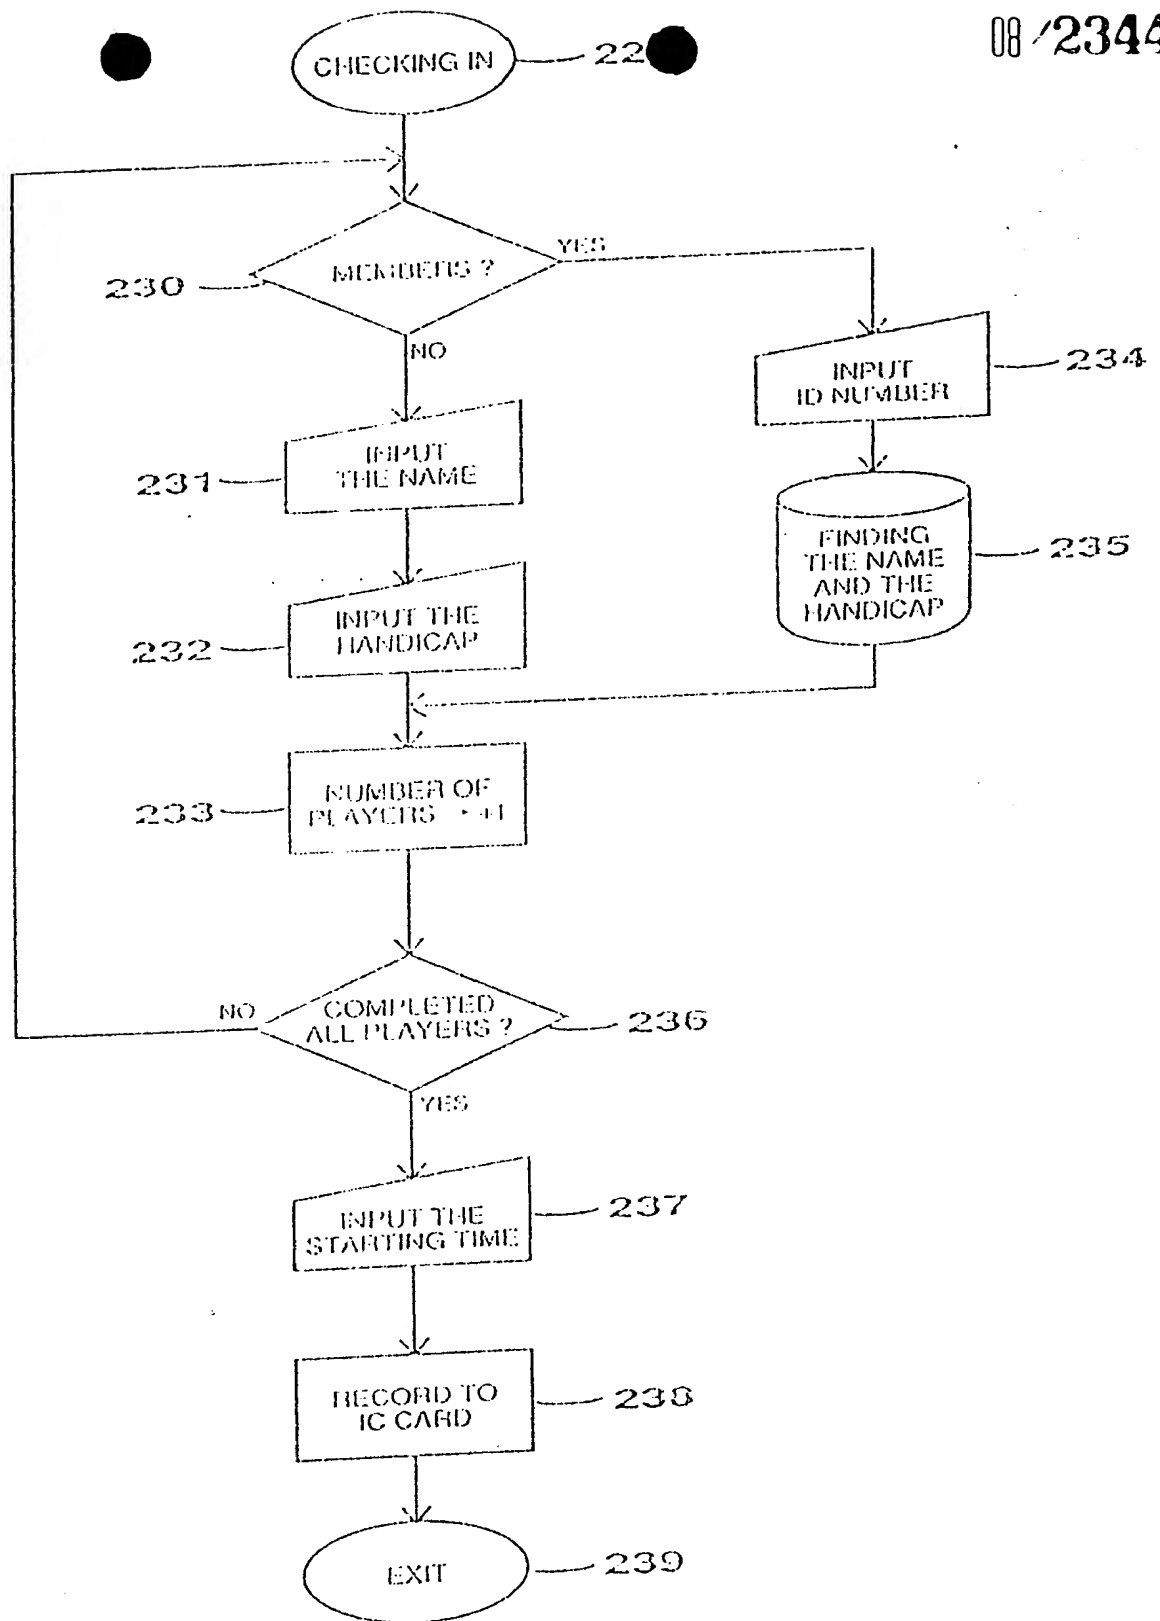 08/2344
CHECKING IN
22
MEMBERS ?
230
YES
NO
INPUT
ID NUMBER
234
INPUT
THE NAME
231
FINDING
THE NAME
AND THE
HANDICAP
235
INPUT THE
HANDICAP
232
NUMBER OF
PLAYERS
233
COMPLETED
ALL PLAYERS ?
NO
236
YES
INPUT THE
STARTING TIME
237
RECORD TO
IC CARD
238
EXIT
239